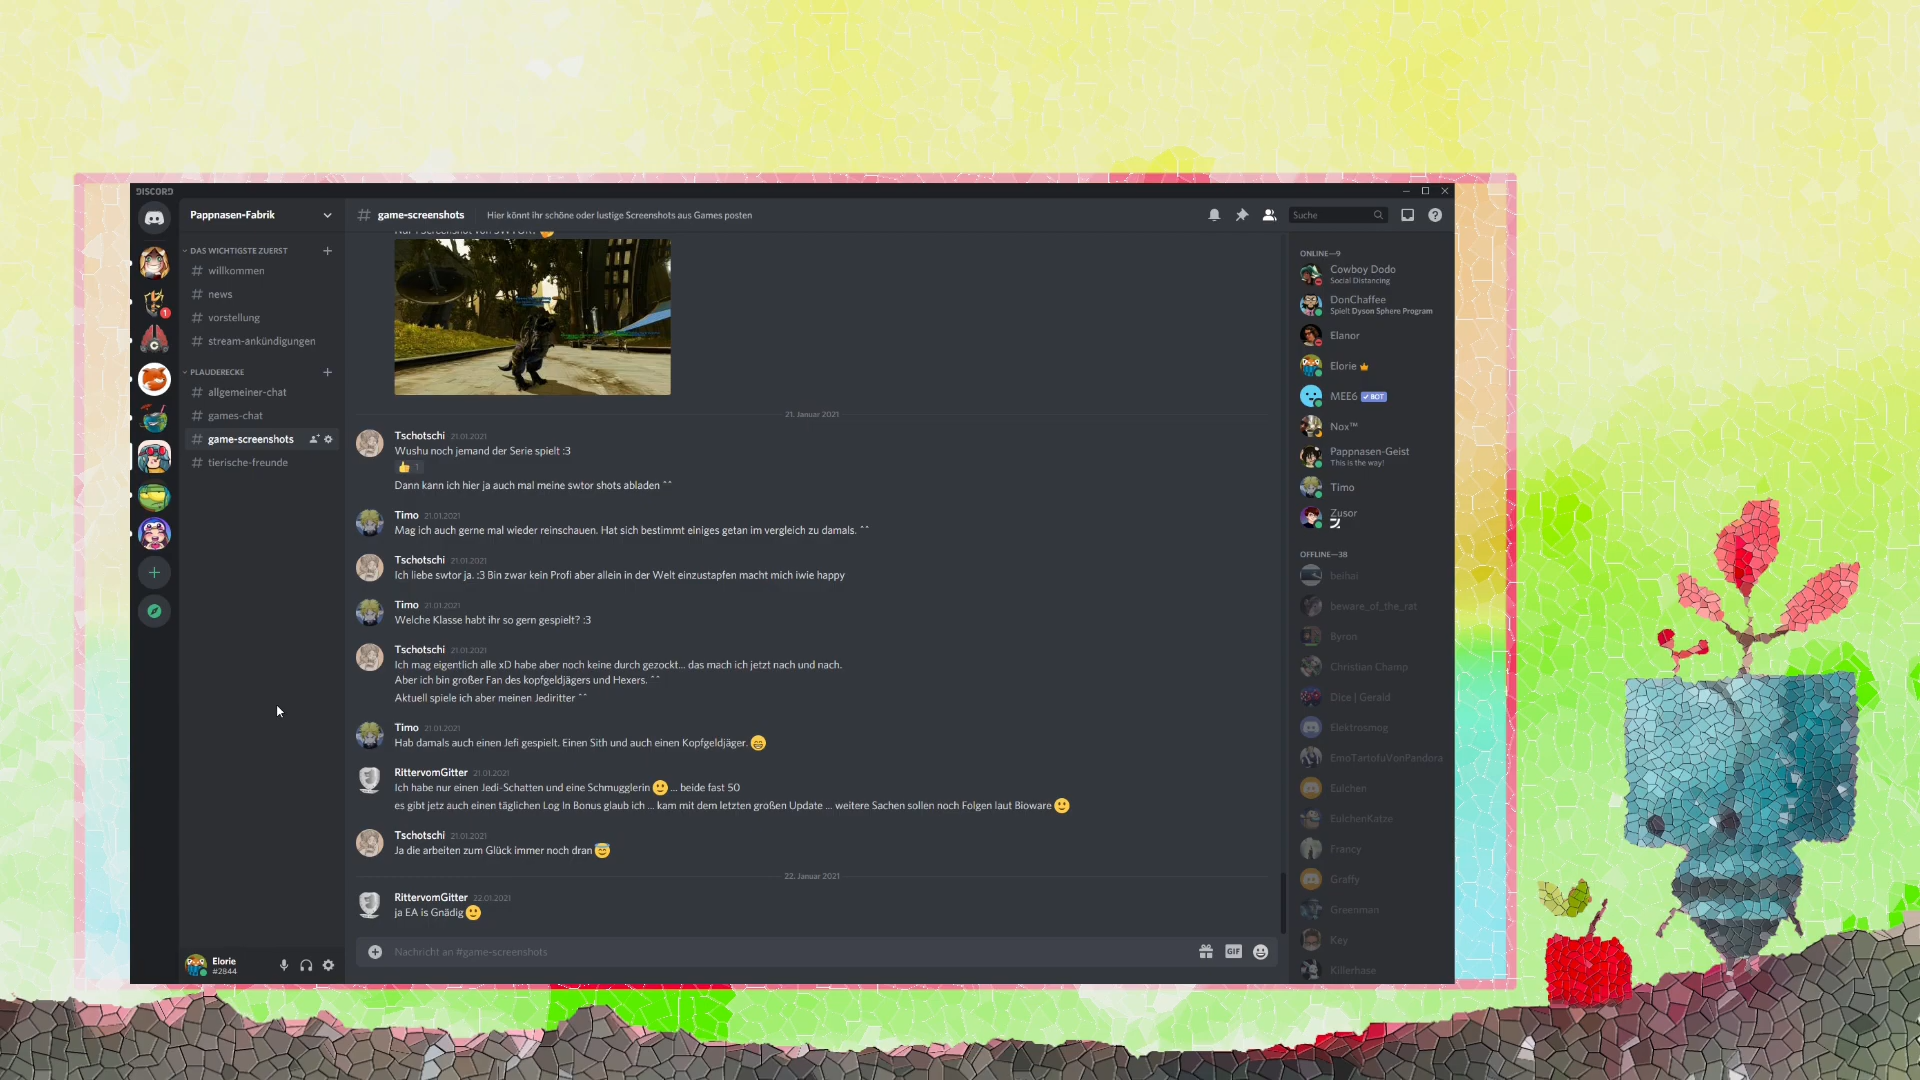 DISCORD
Pappnasen-Fabrik
DAS WICHTIGSTE ZUERST
willkommen
news
vorstellung
stream-ankündigungen
PLAUDERECKE
allgemeiner-chat
games-chat
game-screenshots
tierische-freunde
1
Elorie
#2844
game-screenshots
Hier könnt ihr schöne oder lustige Screenshots aus Games posten
Suche
21. Januar 2021
Tschotschi 21.01.2021
Wushu noch jemand der Serie spielt :3
1
Dann kann ich hier ja auch mal meine swtor shots abladen ^^
Timo 21.01.2021
Mag ich auch gerne mal wieder reinschauen. Hat sich bestimmt einiges getan im vergleich zu damals. ^^
Tschotschi 21.01.2021
Ich liebe swtor ja. :3 Bin zwar kein Profi aber allein in der Welt einzustapfen macht mich iwie happy
Timo 21.01.2021
Welche Klasse habt ihr so gern gespielt? :3
Tschotschi 21.01.2021
Ich mag eigentlich alle xD habe aber noch keine durch gezockt... das mach ich jetzt nach und nach.
Aber ich bin großer Fan des kopfgeldjägers und Hexers. ^^
Aktuell spiele ich aber meinen Jediritter ^^
Timo 21.01.2021
Hab damals auch einen Jefi gespielt. Einen Sith und auch einen Kopfgeldjäger. 😄
RittervomGitter 21.01.2021
Ich habe nur einen Jedi-Schatten und eine Schmugglerin 🙂 ... beide fast 50
es gibt jetz auch einen täglichen Log In Bonus glaub ich ... kam mit dem letzten großen Update ... weitere Sachen sollen noch Folgen laut Bioware 🙂
Tschotschi 21.01.2021
Ja die arbeiten zum Glück immer noch dran 😇
22. Januar 2021
RittervomGitter 22.01.2021
ja EA is Gnädig 🙂
Nachricht an #game-screenshots
GIF
ONLINE—9
Cowboy Dodo
Social Distancing
DonChaffee
Spielt Dyson Sphere Program
Elanor
Elorie
MEE6 ✓ BOT
Nox™
Pappnasen-Geist
This is the way!
Timo
Zusor
OFFLINE—38
beihai
beware_of_the_rat
Byron
Christian Champ
Dice | Gerald
Elektrosmog
EmoTartofuVonPandora
Eulchen
EulchenKatze
Francy
Graffy
Greenman
Key
Killerhase